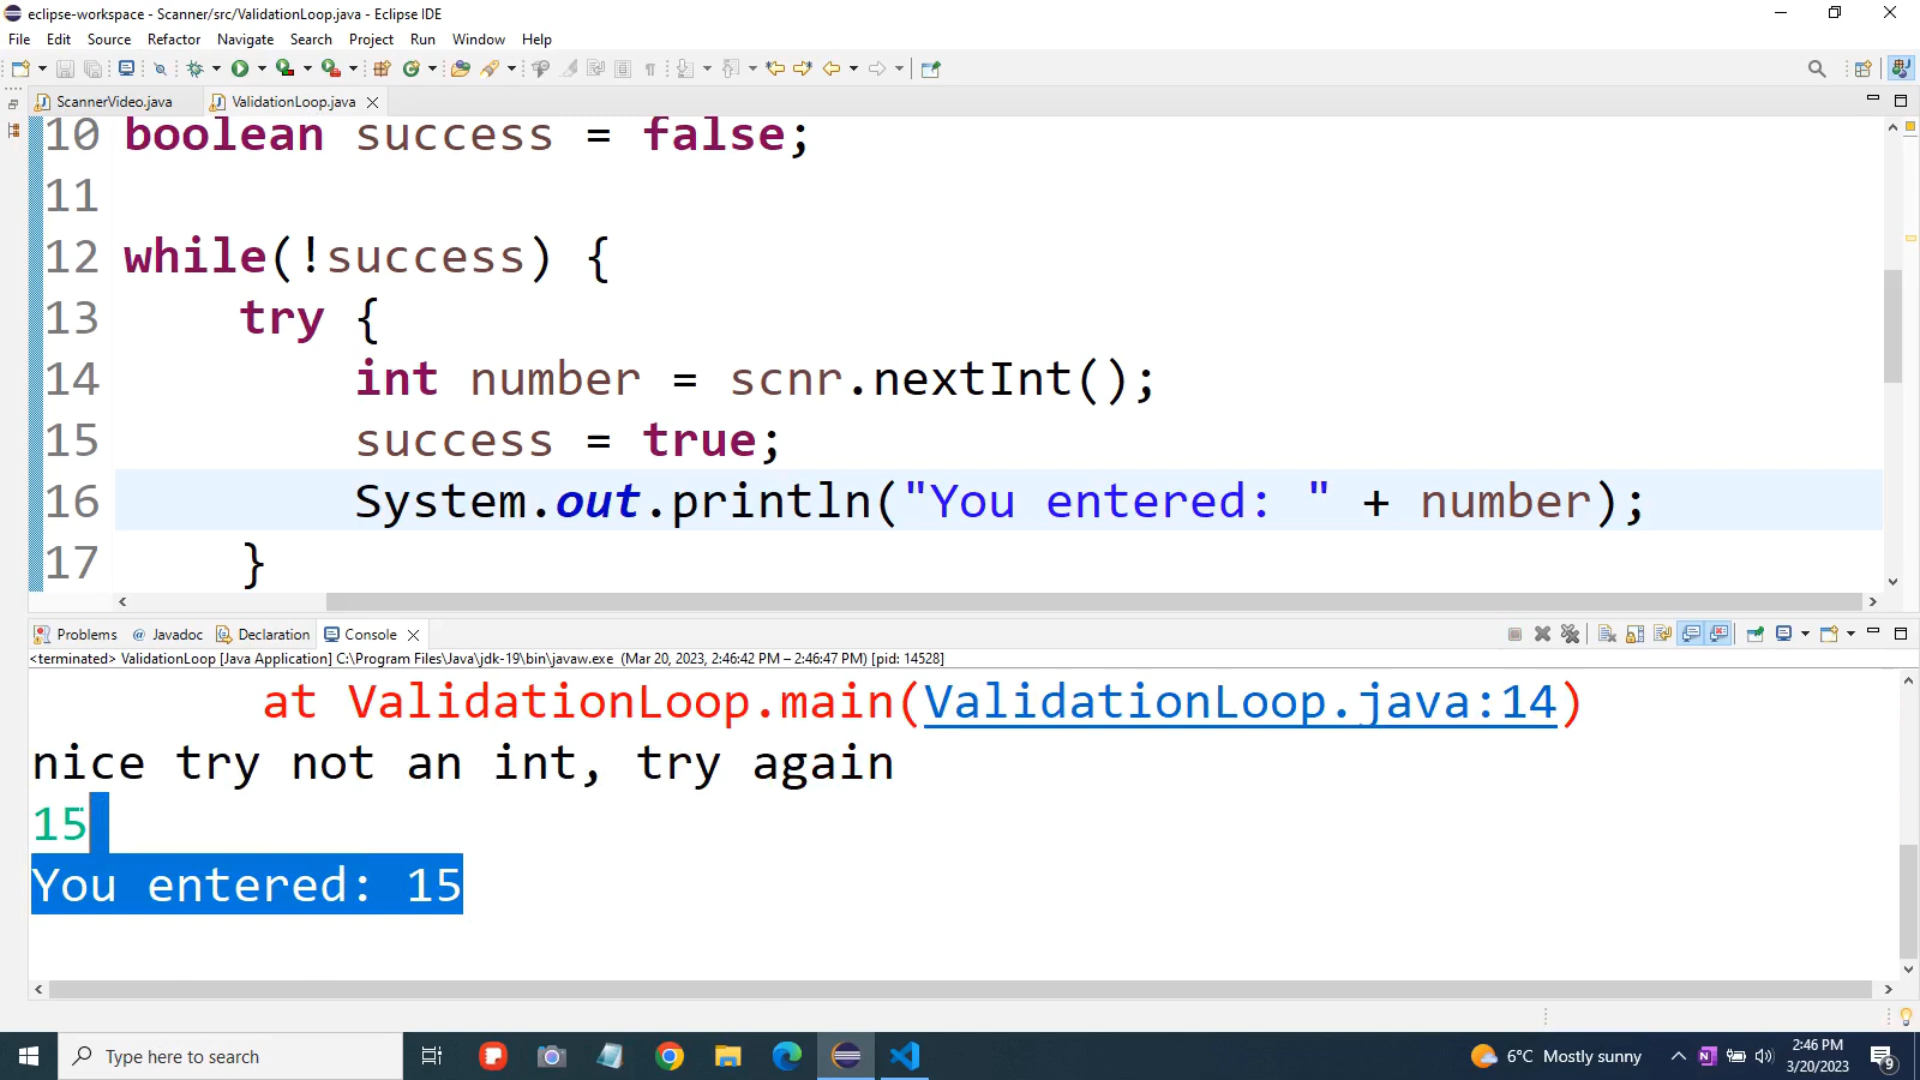 eclipse-workspace - Scanner/src/ValidationLoop.java - Eclipse IDE
File Edit Source Refactor Navigate Search Project Run Window Help
ScannerVideo.java ValidationLoop.java
10 boolean success = false;
11
12 while(!success) {
13 try {
14 int number = scnr.nextInt();
15 success = true;
16 System.out.println("You entered: " + number);
17 }
Problems @ Javadoc Declaration Console
<terminated> ValidationLoop [Java Application] C:\Program Files\Java\jdk-19\bin\javaw.exe (Mar 20, 2023, 2:46:42 PM – 2:46:47 PM) [pid: 14528]
at ValidationLoop.main(ValidationLoop.java:14)
nice try not an int, try again
15
You entered: 15
Type here to search
6°C Mostly sunny
2:46 PM
3/20/2023
9